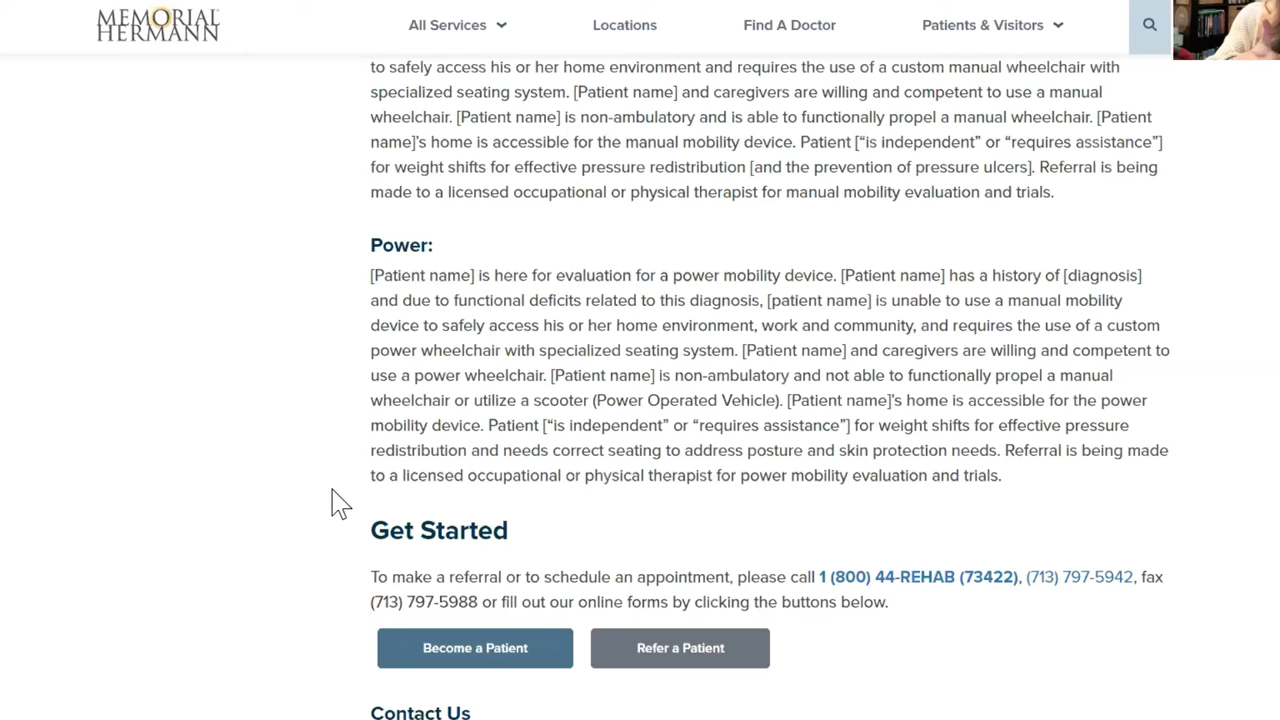 MEMORIAL
HERMANN
All Services
Locations
Find A Doctor
Patients & Visitors
to safely access his or her home environment and requires the use of a custom manual wheelchair with
specialized seating system. [Patient name] and caregivers are willing and competent to use a manual
wheelchair. [Patient name] is non-ambulatory and is able to functionally propel a manual wheelchair. [Patient
name]’s home is accessible for the manual mobility device. Patient [“is independent” or “requires assistance”]
for weight shifts for effective pressure redistribution [and the prevention of pressure ulcers]. Referral is being
made to a licensed occupational or physical therapist for manual mobility evaluation and trials.
Power:
[Patient name] is here for evaluation for a power mobility device. [Patient name] has a history of [diagnosis]
and due to functional deficits related to this diagnosis, [patient name] is unable to use a manual mobility
device to safely access his or her home environment, work and community, and requires the use of a custom
power wheelchair with specialized seating system. [Patient name] and caregivers are willing and competent to
use a power wheelchair. [Patient name] is non-ambulatory and not able to functionally propel a manual
wheelchair or utilize a scooter (Power Operated Vehicle). [Patient name]’s home is accessible for the power
mobility device. Patient [“is independent” or “requires assistance”] for weight shifts for effective pressure
redistribution and needs correct seating to address posture and skin protection needs. Referral is being made
to a licensed occupational or physical therapist for power mobility evaluation and trials.
Get Started
To make a referral or to schedule an appointment, please call 1 (800) 44-REHAB (73422), (713) 797-5942, fax
(713) 797-5988 or fill out our online forms by clicking the buttons below.
Become a Patient
Refer a Patient
Contact Us